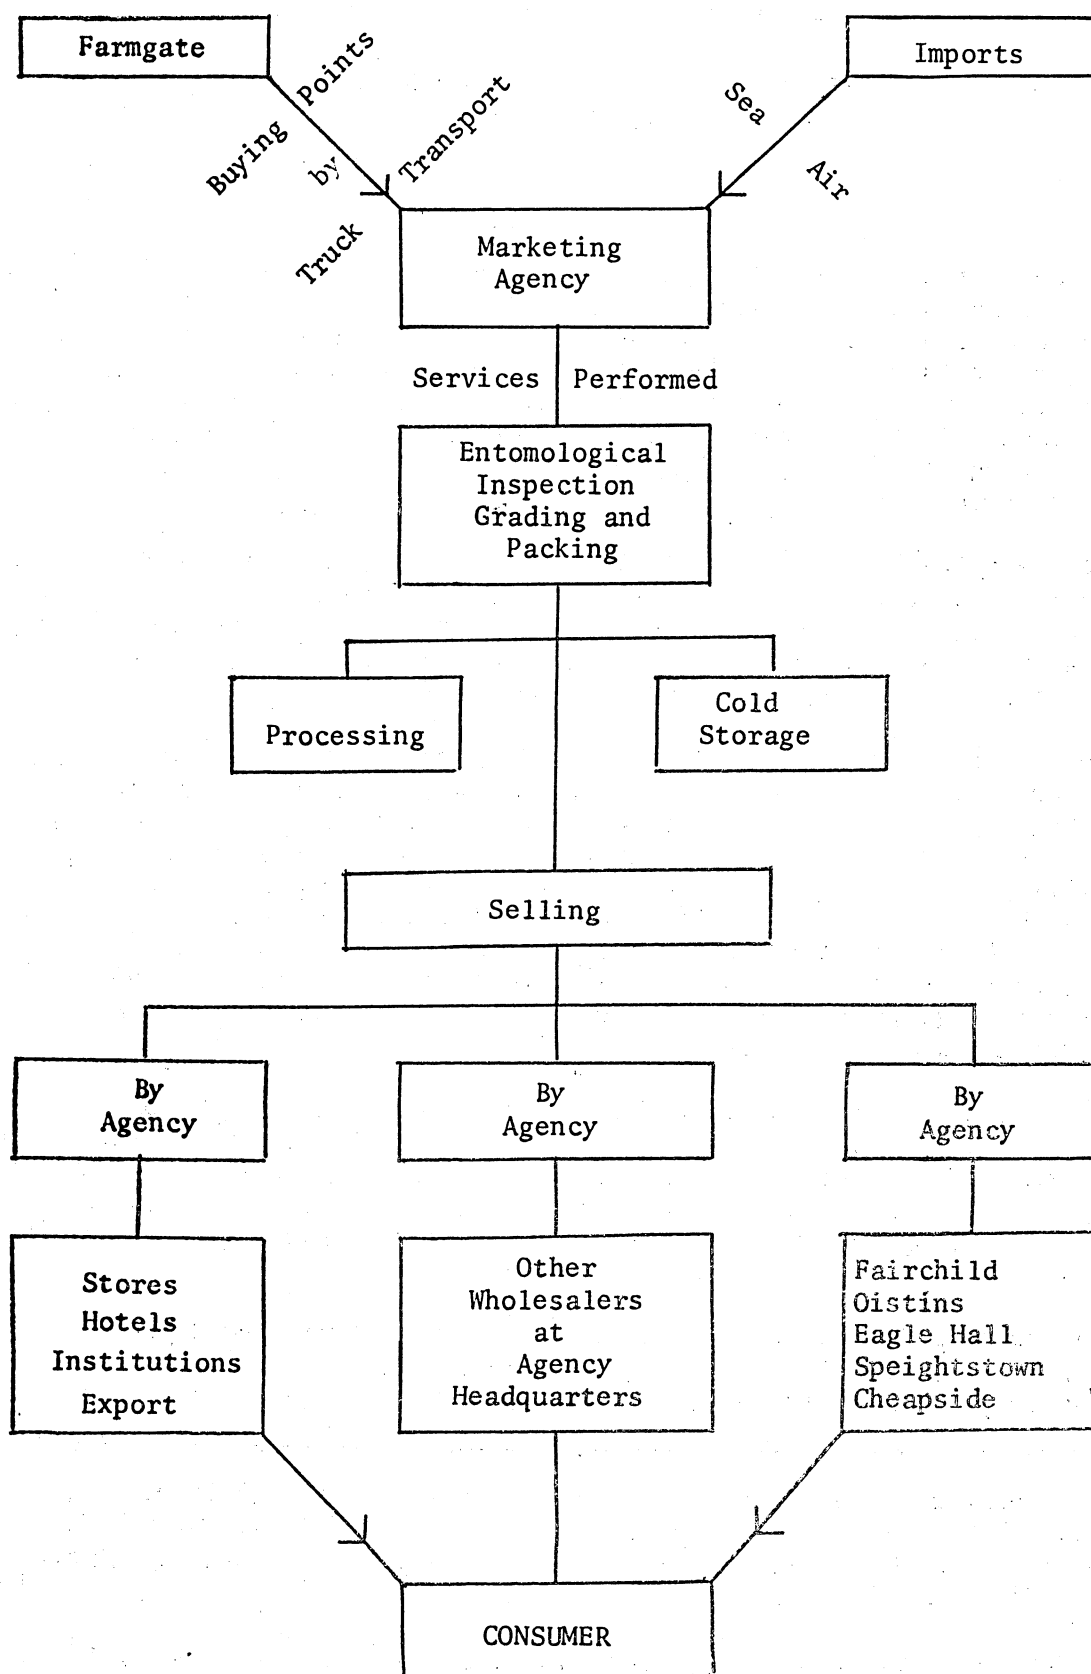 Farmgate
Imports
Buying Points
by Transport
Truck
Sea
Air
Marketing
Agency
Services Performed
Entomological
Inspection
Grading and
Packing
Processing
Cold
Storage
Selling
By
Agency
By
Agency
By
Agency
Stores
Hotels
Institutions
Export
Other
Wholesalers
at
Agency
Headquarters
Fairchild
Oistins
Eagle Hall
Speightstown
Cheapside
CONSUMER